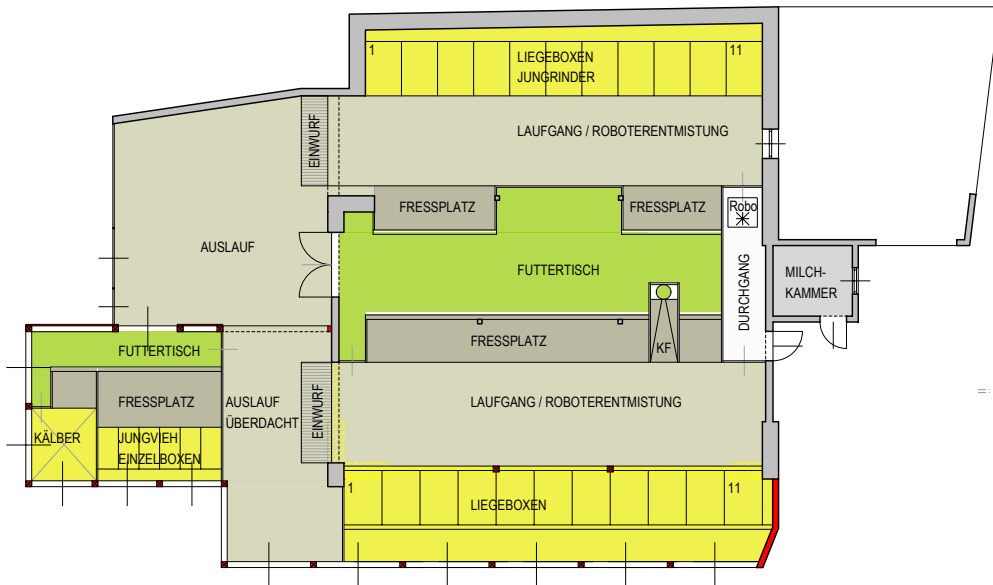 1
LIEGEBOXEN
JUNGRINDER
11
EINWURF
LAUFGANG / ROBOTERENTMISTUNG
FRESSPLATZ
FRESSPLATZ
Robo
AUSLAUF
FUTTERTISCH
DURCHGANG
MILCH-
KAMMER
FUTTERTISCH
FRESSPLATZ
KF
FRESSPLATZ
AUSLAUF
ÜBERDACHT
EINWURF
LAUFGANG / ROBOTERENTMISTUNG
KÄLBER
JUNGVIEH
EINZELBOXEN
1
LIEGEBOXEN
11